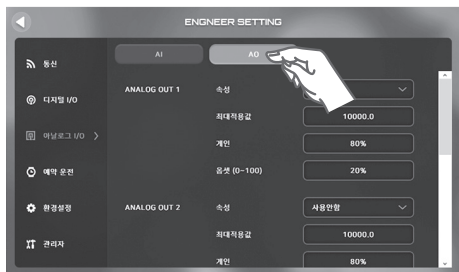 ENGNEER SETTING
AI
AO
통신
디지털 I/O
아날로그 I/O
예약 운전
환경설정
관리자
ANALOG OUT 1
속성
최대적용값
10000.0
게인
80%
옵셋 (0~100)
20%
ANALOG OUT 2
속성
사용안함
최대적용값
10000.0
게인
80%